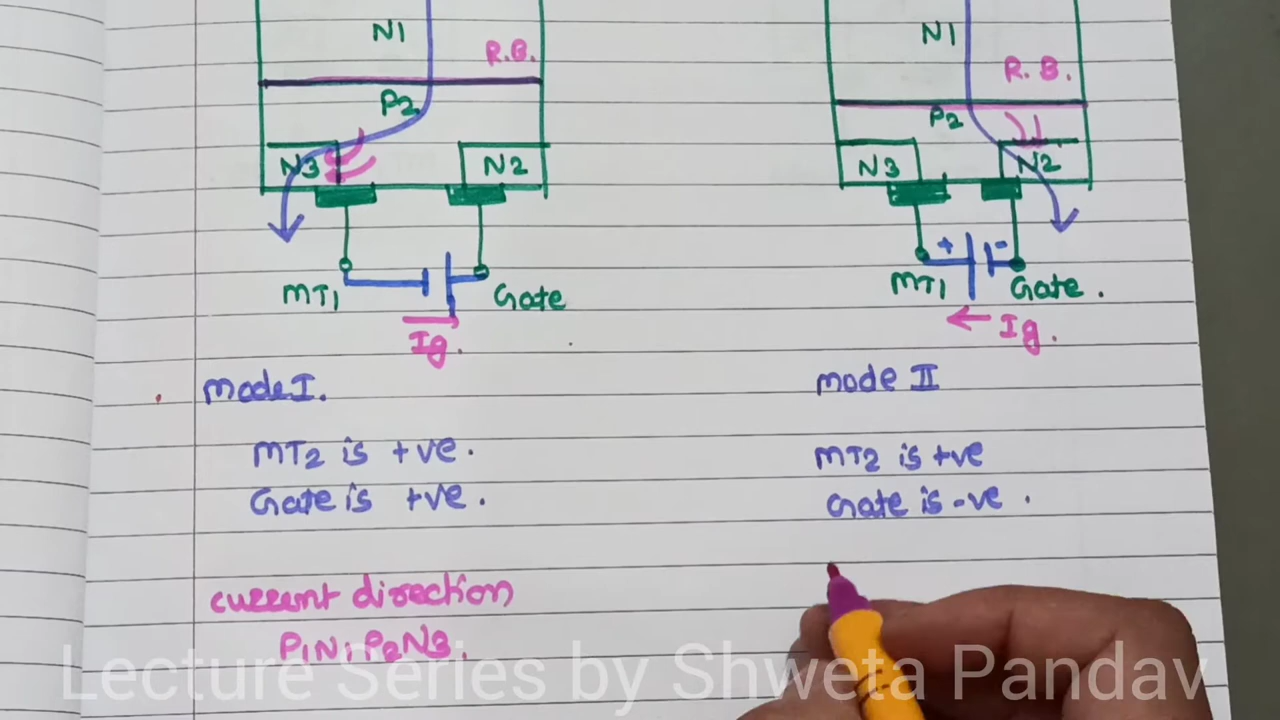 N1
R.B.
P2
N3
N2
MT1
Gate
Ig.
mode I.
MT2 is +ve.
Gate is +ve.
current direction
P1N1P2N3.
N1
R.B.
P2
N3
N2
+
-
MT1
Gate.
← Ig.
mode II
MT2 is +ve
Gate is -ve.
Lecture Series by Shweta Pandav